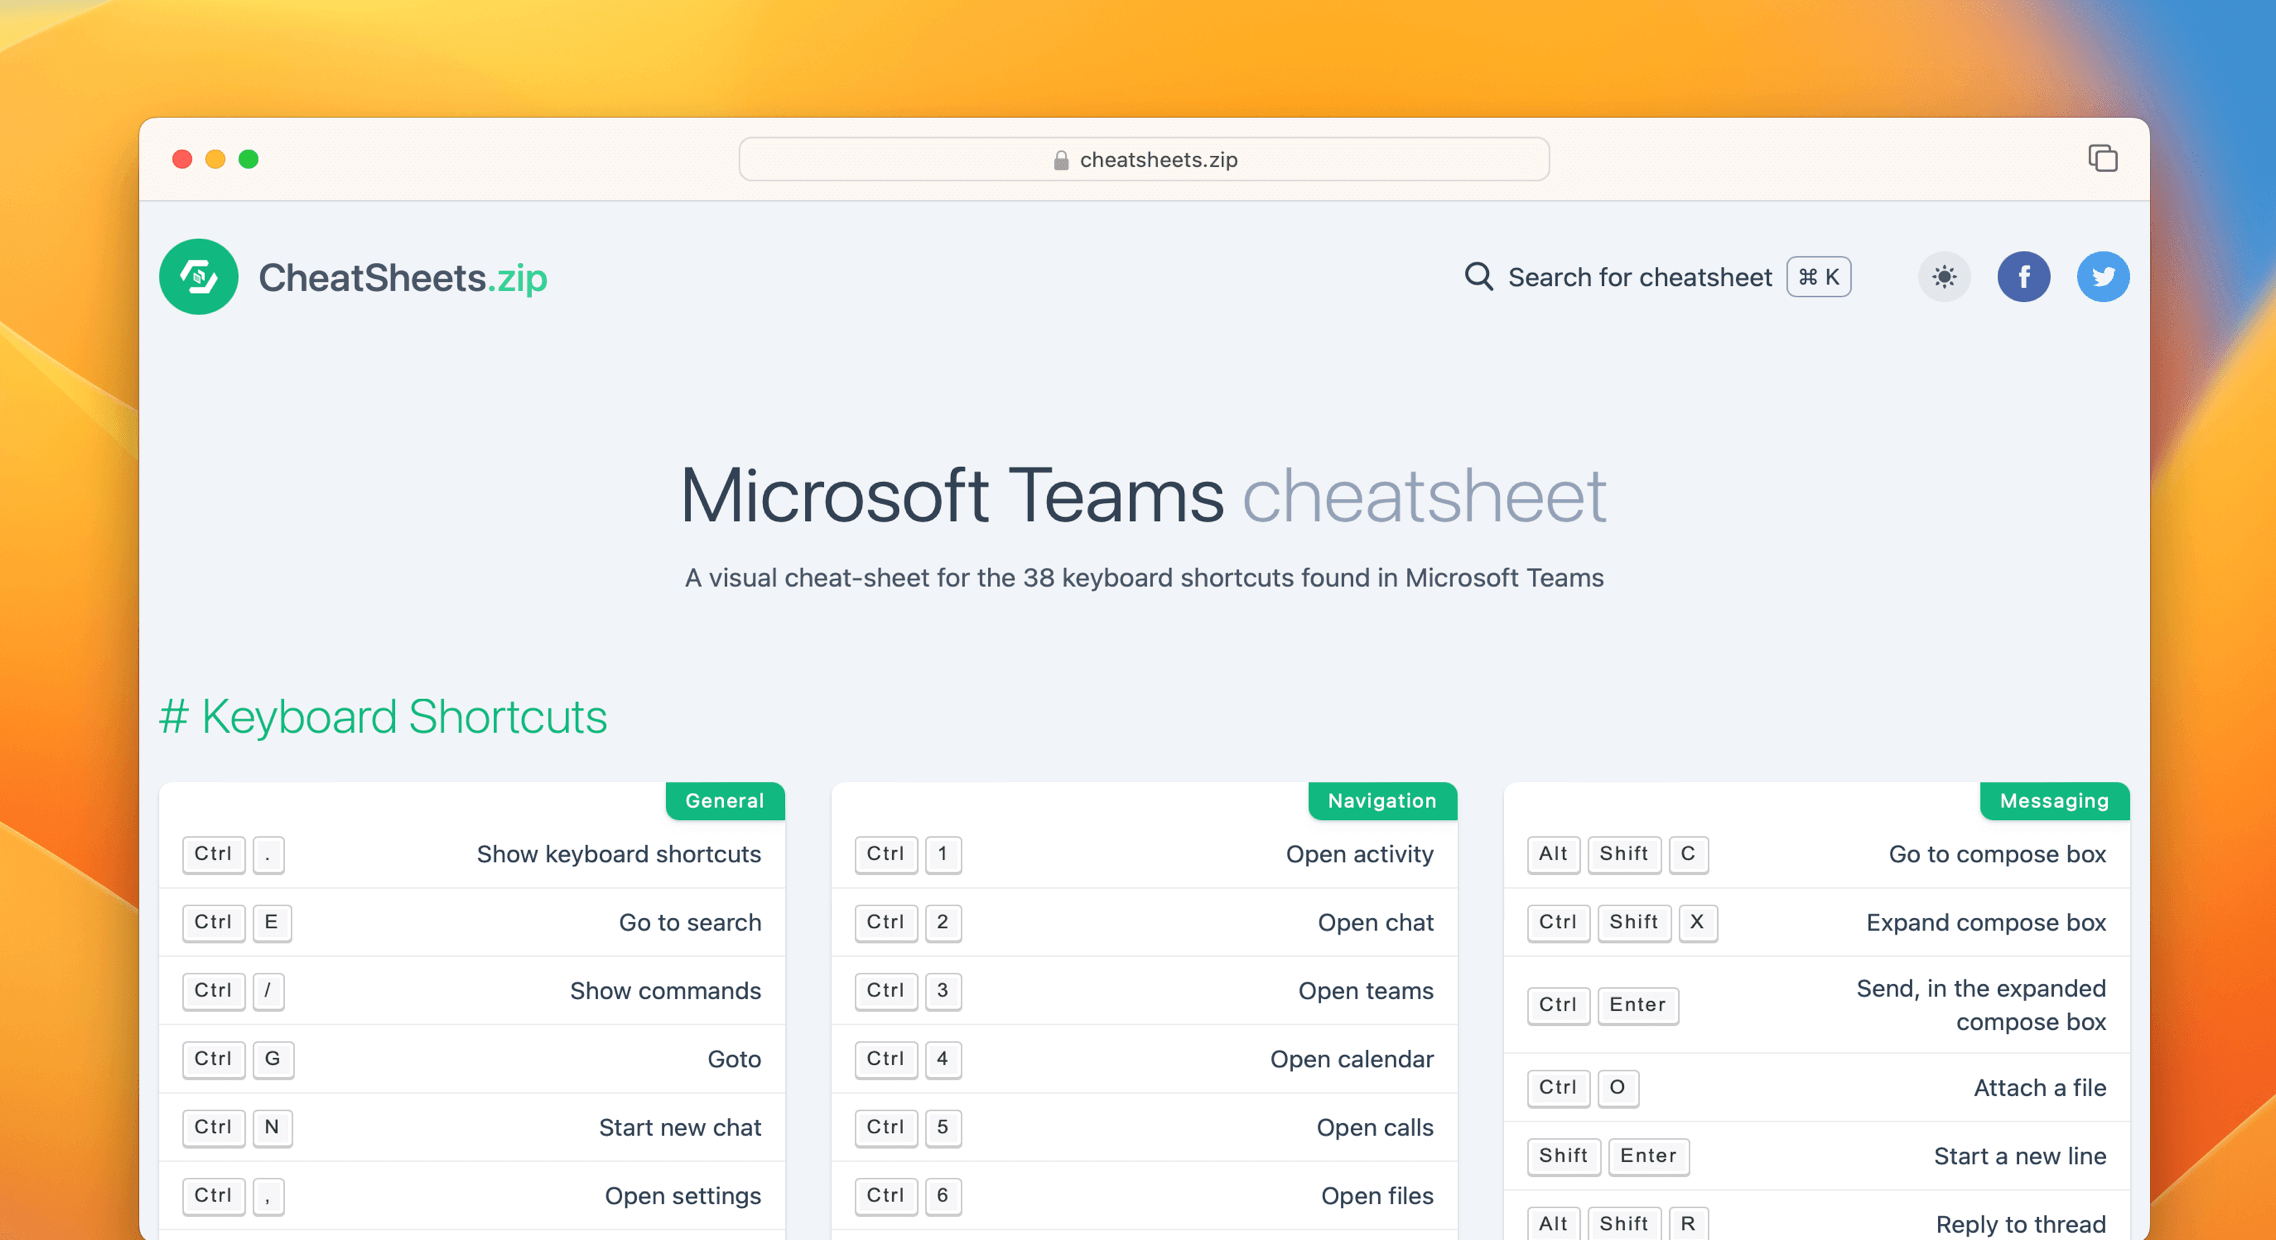 cheatsheets.zip
CheatSheets.zip
Search for cheatsheet ⌘ K
f
Microsoft Teams cheatsheet
A visual cheat-sheet for the 38 keyboard shortcuts found in Microsoft Teams
# Keyboard Shortcuts
General
Ctrl . Show keyboard shortcuts
Ctrl E Go to search
Ctrl / Show commands
Ctrl G Goto
Ctrl N Start new chat
Ctrl , Open settings
Navigation
Ctrl 1 Open activity
Ctrl 2 Open chat
Ctrl 3 Open teams
Ctrl 4 Open calendar
Ctrl 5 Open calls
Ctrl 6 Open files
Messaging
Alt Shift C Go to compose box
Ctrl Shift X Expand compose box
Ctrl Enter Send, in the expanded
compose box
Ctrl O Attach a file
Shift Enter Start a new line
Alt Shift R Reply to thread